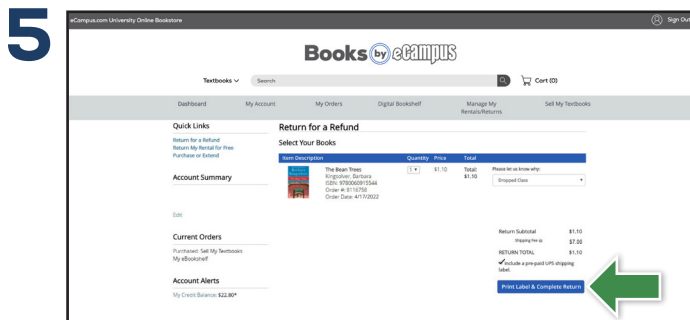 5
eCampus.com University Online Bookstore
Sign Out
Books by eCampus
Textbooks Search Cart (0)
Dashboard My Account My Orders Digital Bookshelf Manage My Rentals/Returns Sell My Textbooks
Quick Links
Return for a Refund
Return My Rental for Free
Purchase or Extend
Account Summary
Edit
Current Orders
Purchased: Sell My Textbooks
My eBookshelf
Account Alerts
My Credit Balance: $22.80*
Return for a Refund
Select Your Books
Item Description Quantity Price Total
The Bean Trees
Kingsolver, Barbara
ISBN: 9780060915544
Order #: 8116758
Order Date: 4/17/2022
1 $1.10 Total:
$1.10
Please let us know why:
Dropped Class
Return Subtotal $1.10
Shipping Fee $7.00
RETURN TOTAL $1.10
Include a pre-paid UPS shipping
label.
Print Label & Complete Return